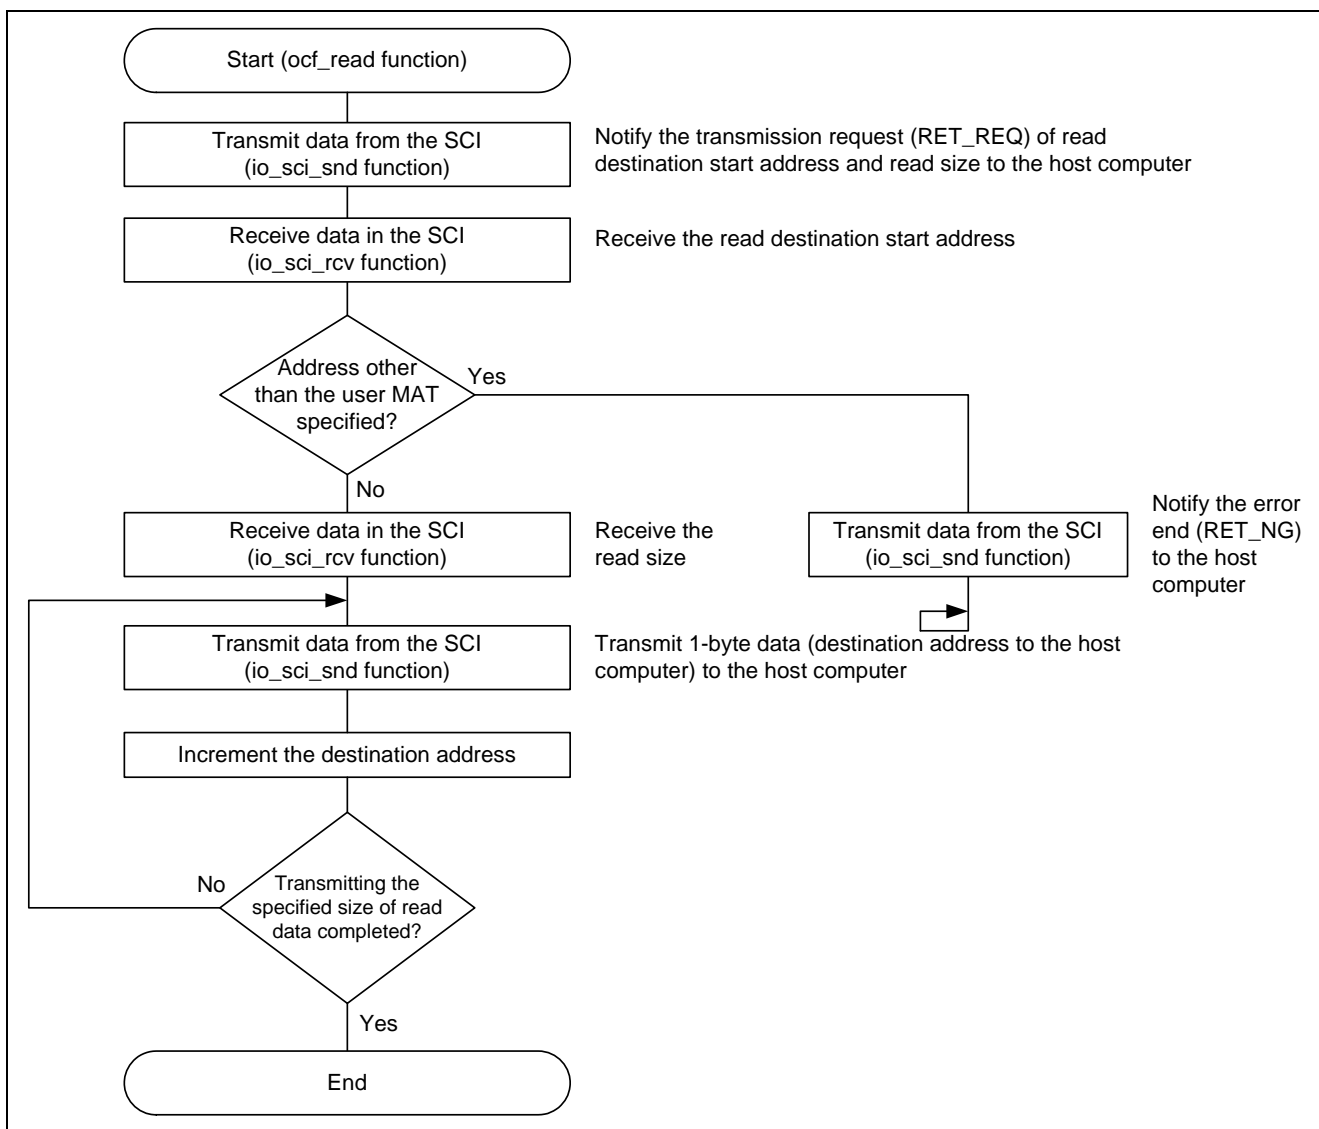 Start (ocf_read function)
Transmit data from the SCI
(io_sci_snd function)
Notify the transmission request (RET_REQ) of read
destination start address and read size to the host computer
Receive data in the SCI
(io_sci_rcv function)
Receive the read destination start address
Address other
than the user MAT
specified?
Yes
No
Receive data in the SCI
(io_sci_rcv function)
Receive the
read size
Transmit data from the SCI
(io_sci_snd function)
Notify the error
end (RET_NG)
to the host
computer
Transmit data from the SCI
(io_sci_snd function)
Transmit 1-byte data (destination address to the host
computer) to the host computer
Increment the destination address
No
Transmitting the
specified size of read
data completed?
Yes
End